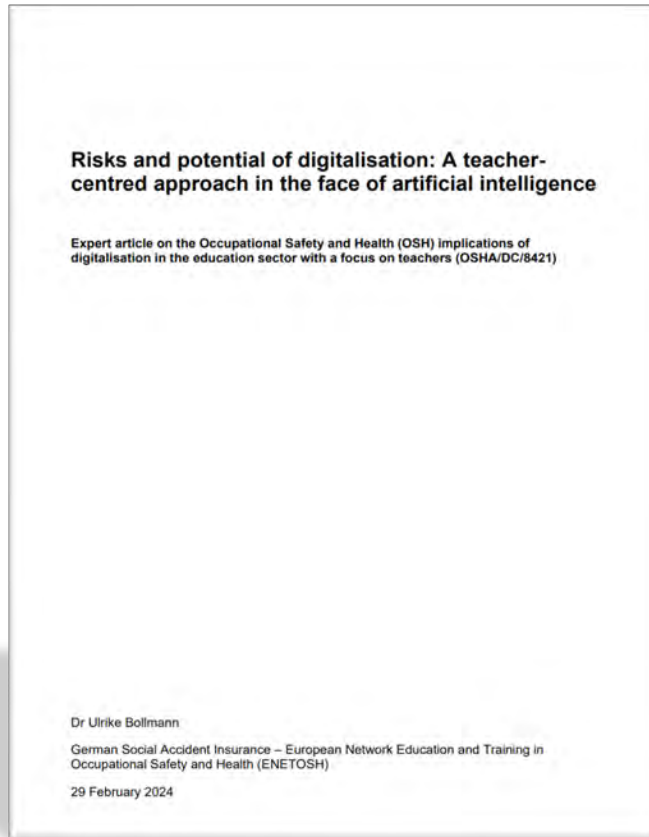 Risks and potential of digitalisation: A teacher-
centred approach in the face of artificial intelligence
Expert article on the Occupational Safety and Health (OSH) implications of
digitalisation in the education sector with a focus on teachers (OSHA/DC/8421)
Dr Ulrike Bollmann
German Social Accident Insurance – European Network Education and Training in
Occupational Safety and Health (ENETOSH)
29 February 2024